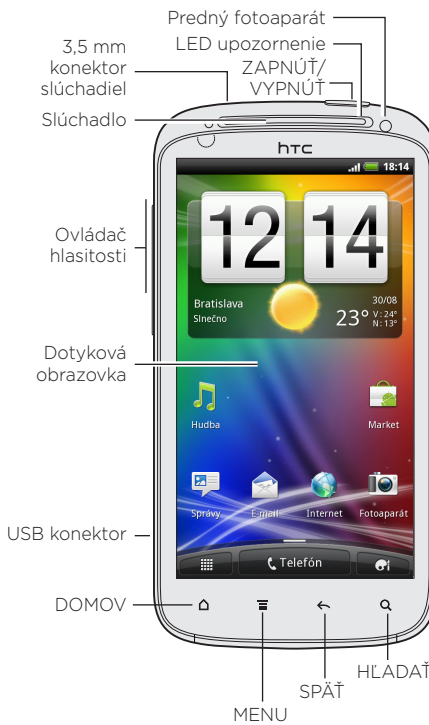 Predný fotoaparát
LED upozornenie
ZAPNÚŤ/
VYPNÚŤ
3,5 mm
konektor
slúchadiel
Slúchadlo
hTC
18:14
Ovládač
hlasitosti
12 14
Bratislava
Slnečno
23°
30/08
V: 24°
N: 13°
Dotyková
obrazovka
Hudba
Market
Správy
E-mail
Internet
Fotoaparát
USB konektor
Telefón
DOMOV
HĽADAŤ
SPÄŤ
MENU